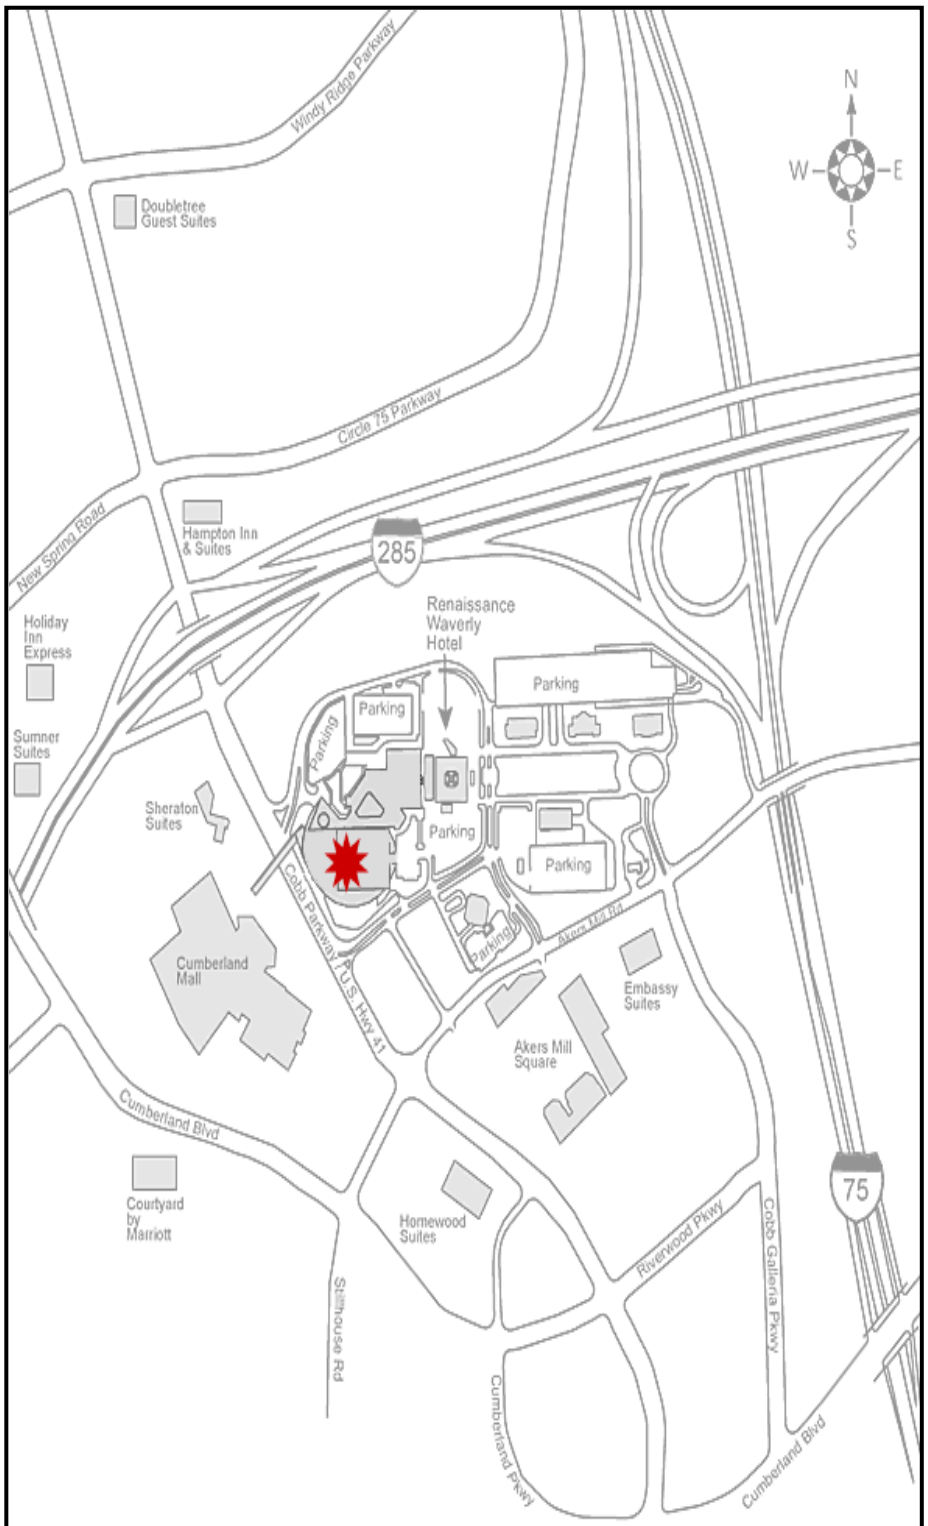 Windy Ridge Parkway
N
W
E
S
Doubletree
Guest Suites
Circle 75 Parkway
New Spring Road
Hampton Inn
& Suites
285
Holiday
Inn
Express
Renaissance
Waverly
Hotel
Parking
Parking
Parking
Sumner
Suites
Sheraton
Suites
Parking
Parking
Cobb Parkway / U.S. Hwy 41
Akers Mill Rd
Parking
Cumberland
Mall
Embassy
Suites
Akers Mill
Square
Cumberland Blvd
Courtyard
by
Marriott
75
Homewood
Suites
Riverwood Pkwy
Cobb Galleria Pkwy
Stillhouse Rd
Cumberland Pkwy
Cumberland Blvd